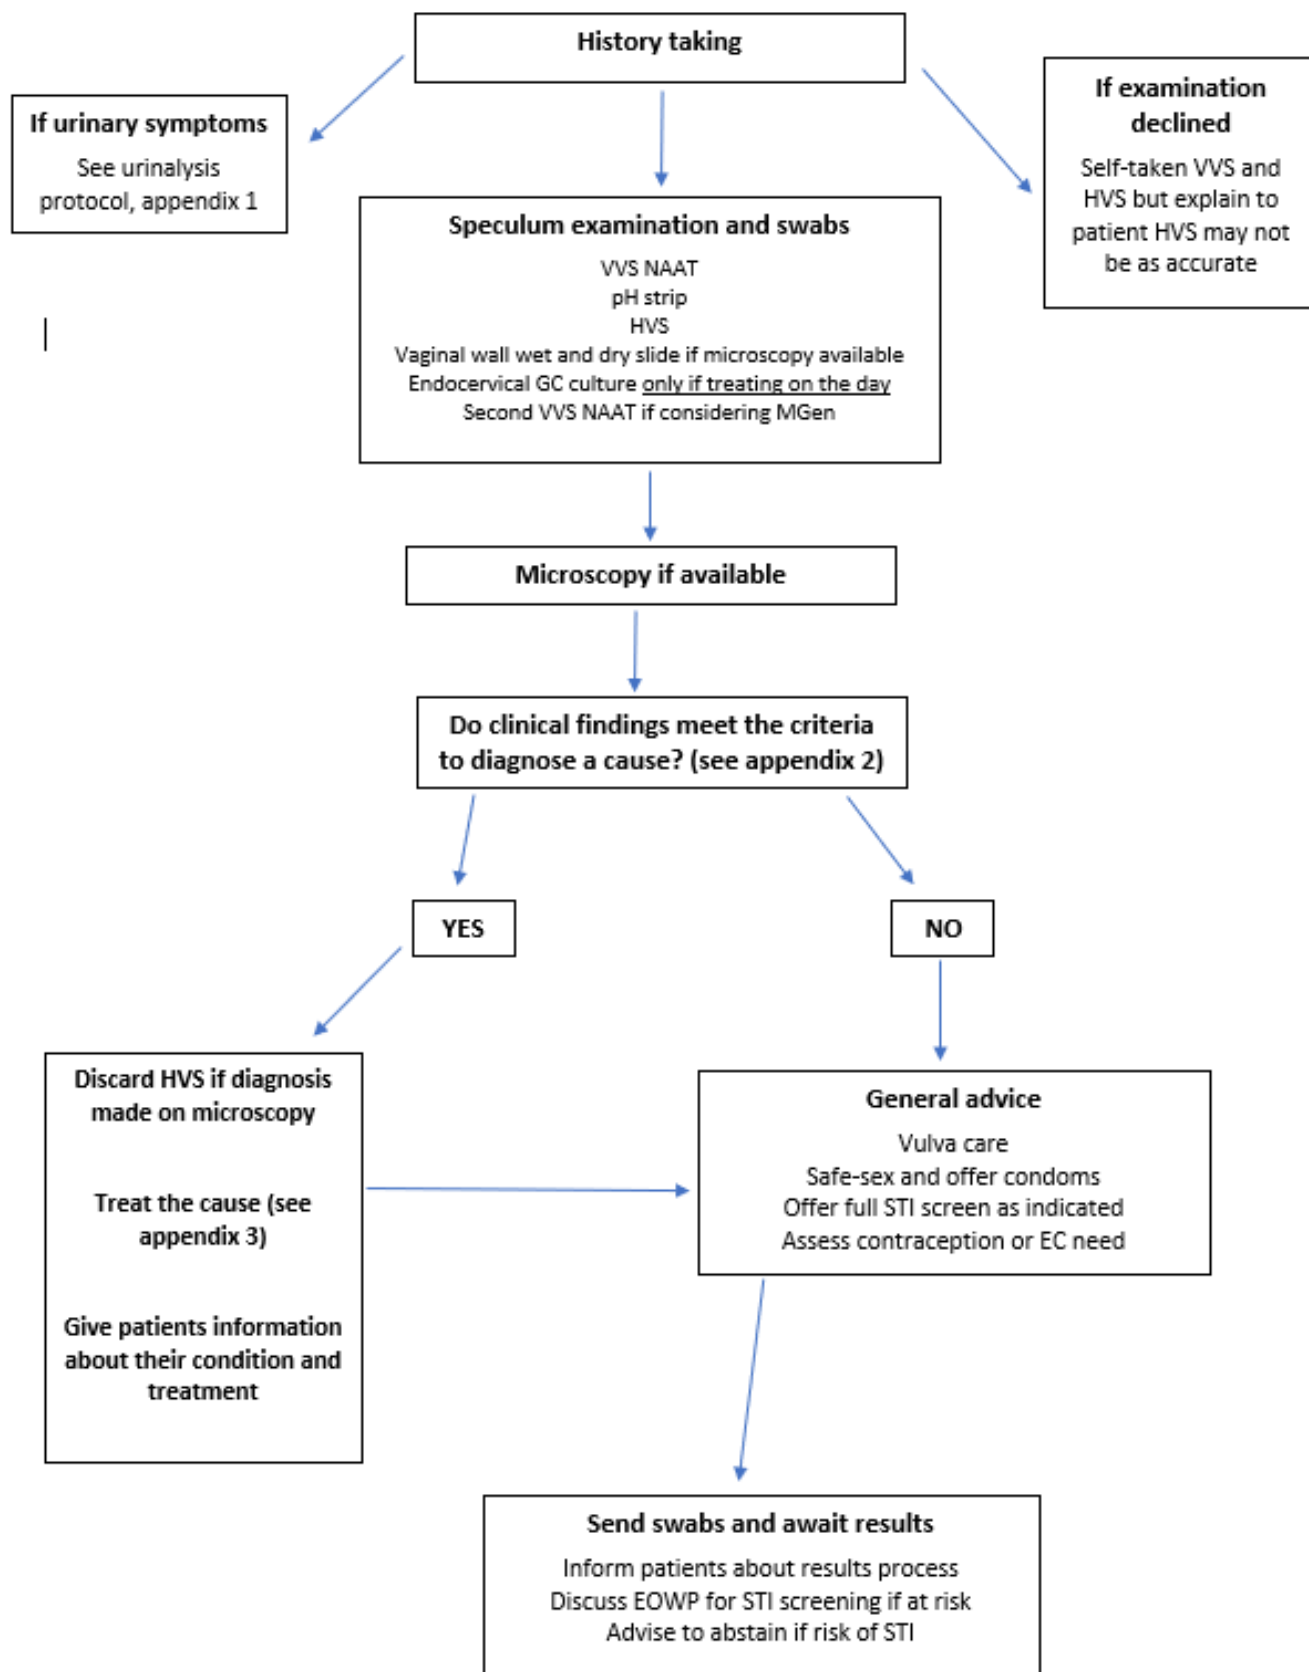 History taking
If urinary symptoms
See urinalysis
protocol, appendix 1
If examination
declined
Self-taken VVS and
HVS but explain to
patient HVS may not
be as accurate
Speculum examination and swabs
VVS NAAT
pH strip
HVS
Vaginal wall wet and dry slide if microscopy available
Endocervical GC culture only if treating on the day
Second VVS NAAT if considering MGen
Microscopy if available
Do clinical findings meet the criteria
to diagnose a cause? (see appendix 2)
YES
NO
Discard HVS if diagnosis
made on microscopy
Treat the cause (see
appendix 3)
Give patients information
about their condition and
treatment
General advice
Vulva care
Safe-sex and offer condoms
Offer full STI screen as indicated
Assess contraception or EC need
Send swabs and await results
Inform patients about results process
Discuss EOWP for STI screening if at risk
Advise to abstain if risk of STI